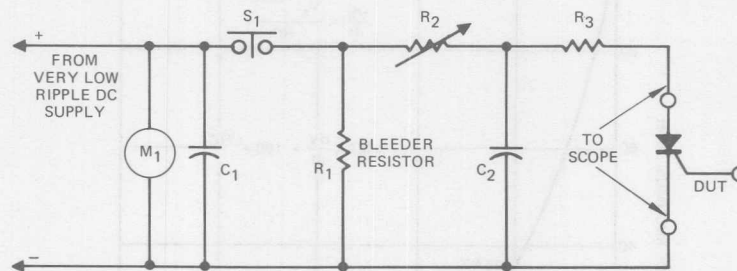 S1
R2
R3
+
FROM
VERY LOW
RIPPLE DC
SUPPLY
M1
C1
R1
BLEEDER
RESISTOR
C2
TO
SCOPE
DUT
−